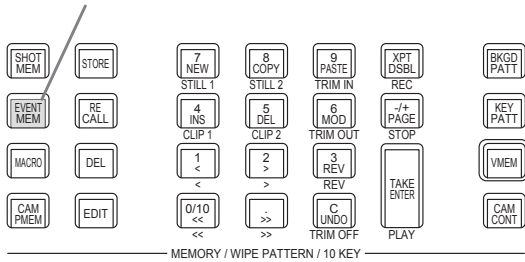 SHOT MEM STORE 7 NEW 8 COPY 9 PASTE XPT DSBL BKGD PATT
STILL 1 STILL 2 TRIM IN REC
EVENT MEM RE CALL 4 INS 5 DEL 6 MOD -/+ PAGE KEY PATT
CLIP 1 CLIP 2 TRIM OUT STOP
MACRO DEL 1 < 2 > 3 REV TAKE ENTER VMEM
< > REV
CAM PMEM EDIT 0/10 << . >> C UNDO CAM CONT
<< >> TRIM OFF PLAY
MEMORY / WIPE PATTERN / 10 KEY